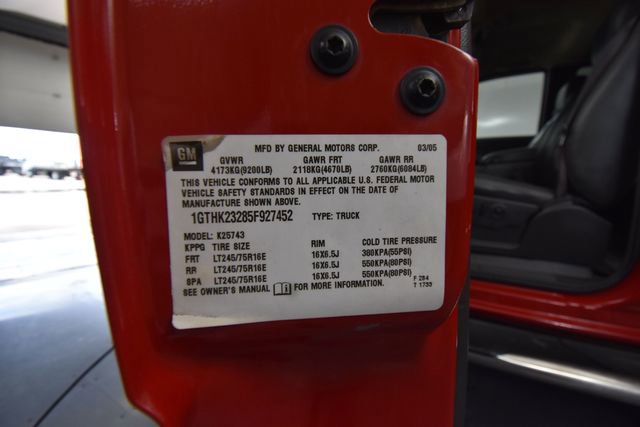 GM MFD BY GENERAL MOTORS CORP. 03/05
GVWR GAWR FRT GAWR RR
4173KG(9200LB) 2118KG(4670LB) 2760KG(6084LB)
THIS VEHICLE CONFORMS TO ALL APPLICABLE U.S. FEDERAL MOTOR
VEHICLE SAFETY STANDARDS IN EFFECT ON THE DATE OF
MANUFACTURE SHOWN ABOVE.
1GTHK23285F927452 TYPE: TRUCK
MODEL: K25743
KPPG TIRE SIZE RIM COLD TIRE PRESSURE
FRT LT245/75R16E 16X6.5J 380KPA(55PSI)
RR LT245/75R16E 16X6.5J 550KPA(80PSI)
SPA LT245/75R16E 16X6.5J 550KPA(80PSI)
SEE OWNER'S MANUAL FOR MORE INFORMATION. F 284
T 1733